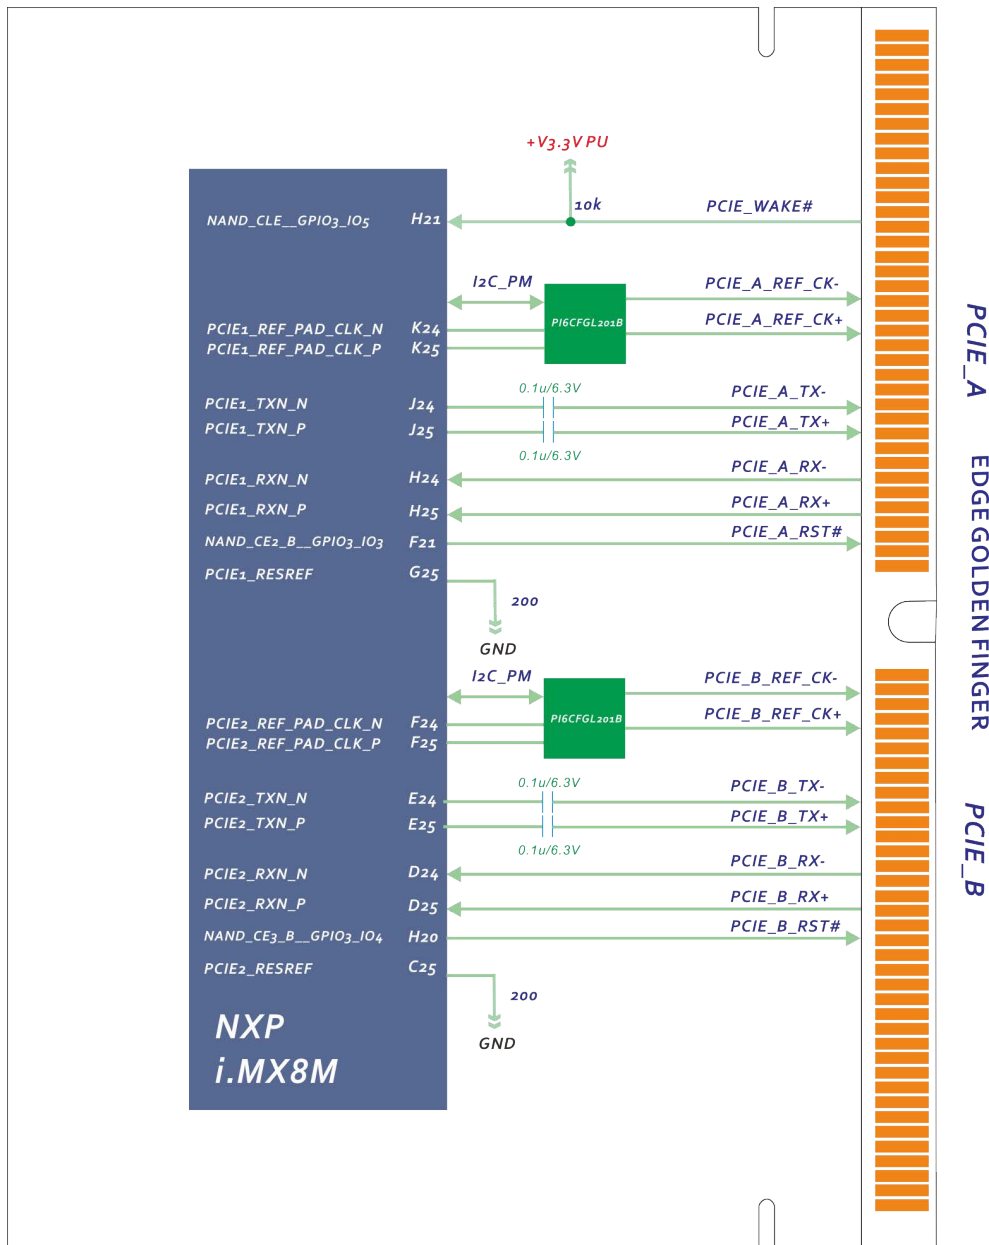 +V3.3V PU
10k
PCIE_WAKE#
NAND_CLE__GPIO3_IO5 H21
I2C_PM
PCIE_A_REF_CK-
PI6CFGL201B
PCIE_A_REF_CK+
PCIE1_REF_PAD_CLK_N K24
PCIE1_REF_PAD_CLK_P K25
0.1u/6.3V
PCIE_A_TX-
PCIE1_TXN_N J24
PCIE_A_TX+
PCIE1_TXN_P J25
0.1u/6.3V
PCIE_A_RX-
PCIE1_RXN_N H24
PCIE_A_RX+
PCIE1_RXN_P H25
PCIE_A_RST#
NAND_CE2_B__GPIO3_IO3 F21
PCIE1_RESREF G25
200
GND
I2C_PM
PCIE_B_REF_CK-
PI6CFGL201B
PCIE_B_REF_CK+
PCIE2_REF_PAD_CLK_N F24
PCIE2_REF_PAD_CLK_P F25
0.1u/6.3V
PCIE_B_TX-
PCIE2_TXN_N E24
PCIE_B_TX+
PCIE2_TXN_P E25
0.1u/6.3V
PCIE_B_RX-
PCIE2_RXN_N D24
PCIE_B_RX+
PCIE2_RXN_P D25
PCIE_B_RST#
NAND_CE3_B__GPIO3_IO4 H20
PCIE2_RESREF C25
200
GND
NXP
i.MX8M
PCIE_A
EDGE GOLDEN FINGER
PCIE_B